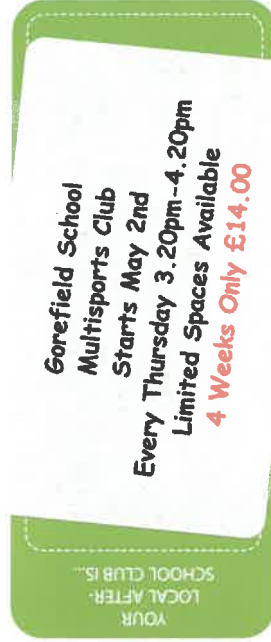 YOUR
LOCAL AFTER-
SCHOOL CLUB IS...
Gorefield School
Multisports Club
Starts May 2nd
Every Thursday 3.20pm-4.20pm
Limited Spaces Available
4 Weeks Only £14.00